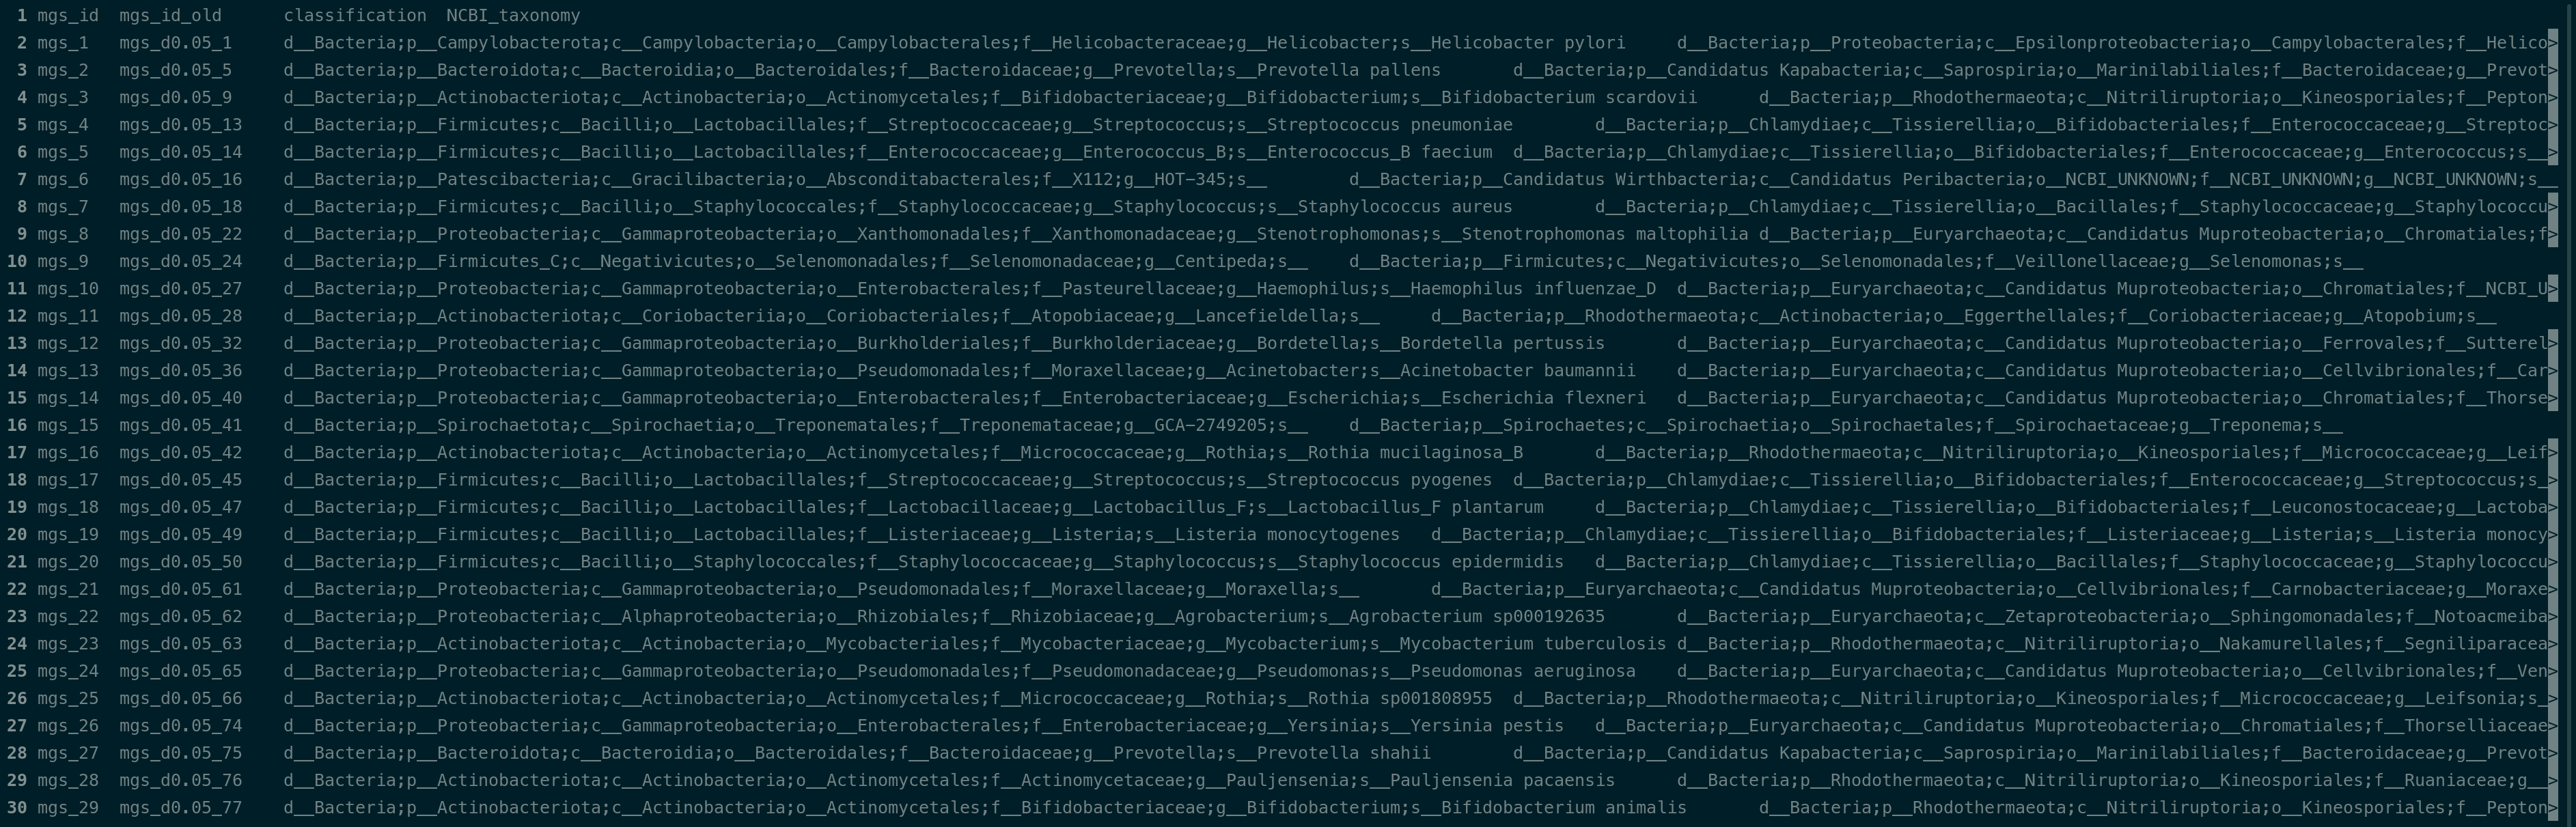 1 mgs_id mgs_id_old classification NCBI_taxonomy
2 mgs_1 mgs_d0.05_1 d__Bacteria;p__Campylobacterota;c__Campylobacteria;o__Campylobacterales;f__Helicobacteraceae;g__Helicobacter;s__Helicobacter pylori d__Bacteria;p__Proteobacteria;c__Epsilonproteobacteria;o__Campylobacterales;f__Helico>
3 mgs_2 mgs_d0.05_5 d__Bacteria;p__Bacteroidota;c__Bacteroidia;o__Bacteroidales;f__Bacteroidaceae;g__Prevotella;s__Prevotella pallens d__Bacteria;p__Candidatus Kapabacteria;c__Saprospiria;o__Marinilabiliales;f__Bacteroidaceae;g__Prevot>
4 mgs_3 mgs_d0.05_9 d__Bacteria;p__Actinobacteriota;c__Actinobacteria;o__Actinomycetales;f__Bifidobacteriaceae;g__Bifidobacterium;s__Bifidobacterium scardovii d__Bacteria;p__Rhodothermaeota;c__Nitriliruptoria;o__Kineosporiales;f__Pepton>
5 mgs_4 mgs_d0.05_13 d__Bacteria;p__Firmicutes;c__Bacilli;o__Lactobacillales;f__Streptococcaceae;g__Streptococcus;s__Streptococcus pneumoniae d__Bacteria;p__Chlamydiae;c__Tissierellia;o__Bifidobacteriales;f__Enterococcaceae;g__Streptoc>
6 mgs_5 mgs_d0.05_14 d__Bacteria;p__Firmicutes;c__Bacilli;o__Lactobacillales;f__Enterococcaceae;g__Enterococcus_B;s__Enterococcus_B faecium d__Bacteria;p__Chlamydiae;c__Tissierellia;o__Bifidobacteriales;f__Enterococcaceae;g__Enterococcus;s__>
7 mgs_6 mgs_d0.05_16 d__Bacteria;p__Patescibacteria;c__Gracilibacteria;o__Absconditabacterales;f__X112;g__HOT-345;s__ d__Bacteria;p__Candidatus Wirthbacteria;c__Candidatus Peribacteria;o__NCBI_UNKNOWN;f__NCBI_UNKNOWN;g__NCBI_UNKNOWN;s__
8 mgs_7 mgs_d0.05_18 d__Bacteria;p__Firmicutes;c__Bacilli;o__Staphylococcales;f__Staphylococcaceae;g__Staphylococcus;s__Staphylococcus aureus d__Bacteria;p__Chlamydiae;c__Tissierellia;o__Bacillales;f__Staphylococcaceae;g__Staphylococcu>
9 mgs_8 mgs_d0.05_22 d__Bacteria;p__Proteobacteria;c__Gammaproteobacteria;o__Xanthomonadales;f__Xanthomonadaceae;g__Stenotrophomonas;s__Stenotrophomonas maltophilia d__Bacteria;p__Euryarchaeota;c__Candidatus Muproteobacteria;o__Chromatiales;f>
10 mgs_9 mgs_d0.05_24 d__Bacteria;p__Firmicutes_C;c__Negativicutes;o__Selenomonadales;f__Selenomonadaceae;g__Centipeda;s__ d__Bacteria;p__Firmicutes;c__Negativicutes;o__Selenomonadales;f__Veillonellaceae;g__Selenomonas;s__
11 mgs_10 mgs_d0.05_27 d__Bacteria;p__Proteobacteria;c__Gammaproteobacteria;o__Enterobacterales;f__Pasteurellaceae;g__Haemophilus;s__Haemophilus influenzae_D d__Bacteria;p__Euryarchaeota;c__Candidatus Muproteobacteria;o__Chromatiales;f__NCBI_U>
12 mgs_11 mgs_d0.05_28 d__Bacteria;p__Actinobacteriota;c__Coriobacteriia;o__Coriobacteriales;f__Atopobiaceae;g__Lancefieldella;s__ d__Bacteria;p__Rhodothermaeota;c__Actinobacteria;o__Eggerthellales;f__Coriobacteriaceae;g__Atopobium;s__
13 mgs_12 mgs_d0.05_32 d__Bacteria;p__Proteobacteria;c__Gammaproteobacteria;o__Burkholderiales;f__Burkholderiaceae;g__Bordetella;s__Bordetella pertussis d__Bacteria;p__Euryarchaeota;c__Candidatus Muproteobacteria;o__Ferrovales;f__Sutterel>
14 mgs_13 mgs_d0.05_36 d__Bacteria;p__Proteobacteria;c__Gammaproteobacteria;o__Pseudomonadales;f__Moraxellaceae;g__Acinetobacter;s__Acinetobacter baumannii d__Bacteria;p__Euryarchaeota;c__Candidatus Muproteobacteria;o__Cellvibrionales;f__Car>
15 mgs_14 mgs_d0.05_40 d__Bacteria;p__Proteobacteria;c__Gammaproteobacteria;o__Enterobacterales;f__Enterobacteriaceae;g__Escherichia;s__Escherichia flexneri d__Bacteria;p__Euryarchaeota;c__Candidatus Muproteobacteria;o__Chromatiales;f__Thorse>
16 mgs_15 mgs_d0.05_41 d__Bacteria;p__Spirochaetota;c__Spirochaetia;o__Treponematales;f__Treponemataceae;g__GCA-2749205;s__ d__Bacteria;p__Spirochaetes;c__Spirochaetia;o__Spirochaetales;f__Spirochaetaceae;g__Treponema;s__
17 mgs_16 mgs_d0.05_42 d__Bacteria;p__Actinobacteriota;c__Actinobacteria;o__Actinomycetales;f__Micrococcaceae;g__Rothia;s__Rothia mucilaginosa_B d__Bacteria;p__Rhodothermaeota;c__Nitriliruptoria;o__Kineosporiales;f__Micrococcaceae;g__Leif>
18 mgs_17 mgs_d0.05_45 d__Bacteria;p__Firmicutes;c__Bacilli;o__Lactobacillales;f__Streptococcaceae;g__Streptococcus;s__Streptococcus pyogenes d__Bacteria;p__Chlamydiae;c__Tissierellia;o__Bifidobacteriales;f__Enterococcaceae;g__Streptococcus;s_>
19 mgs_18 mgs_d0.05_47 d__Bacteria;p__Firmicutes;c__Bacilli;o__Lactobacillales;f__Lactobacillaceae;g__Lactobacillus_F;s__Lactobacillus_F plantarum d__Bacteria;p__Chlamydiae;c__Tissierellia;o__Bifidobacteriales;f__Leuconostocaceae;g__Lactoba>
20 mgs_19 mgs_d0.05_49 d__Bacteria;p__Firmicutes;c__Bacilli;o__Lactobacillales;f__Listeriaceae;g__Listeria;s__Listeria monocytogenes d__Bacteria;p__Chlamydiae;c__Tissierellia;o__Bifidobacteriales;f__Listeriaceae;g__Listeria;s__Listeria monocy>
21 mgs_20 mgs_d0.05_50 d__Bacteria;p__Firmicutes;c__Bacilli;o__Staphylococcales;f__Staphylococcaceae;g__Staphylococcus;s__Staphylococcus epidermidis d__Bacteria;p__Chlamydiae;c__Tissierellia;o__Bacillales;f__Staphylococcaceae;g__Staphylococcu>
22 mgs_21 mgs_d0.05_61 d__Bacteria;p__Proteobacteria;c__Gammaproteobacteria;o__Pseudomonadales;f__Moraxellaceae;g__Moraxella;s__ d__Bacteria;p__Euryarchaeota;c__Candidatus Muproteobacteria;o__Cellvibrionales;f__Carnobacteriaceae;g__Moraxe>
23 mgs_22 mgs_d0.05_62 d__Bacteria;p__Proteobacteria;c__Alphaproteobacteria;o__Rhizobiales;f__Rhizobiaceae;g__Agrobacterium;s__Agrobacterium sp000192635 d__Bacteria;p__Euryarchaeota;c__Zetaproteobacteria;o__Sphingomonadales;f__Notoacmeiba>
24 mgs_23 mgs_d0.05_63 d__Bacteria;p__Actinobacteriota;c__Actinobacteria;o__Mycobacteriales;f__Mycobacteriaceae;g__Mycobacterium;s__Mycobacterium tuberculosis d__Bacteria;p__Rhodothermaeota;c__Nitriliruptoria;o__Nakamurellales;f__Segniliparacea>
25 mgs_24 mgs_d0.05_65 d__Bacteria;p__Proteobacteria;c__Gammaproteobacteria;o__Pseudomonadales;f__Pseudomonadaceae;g__Pseudomonas;s__Pseudomonas aeruginosa d__Bacteria;p__Euryarchaeota;c__Candidatus Muproteobacteria;o__Cellvibrionales;f__Ven>
26 mgs_25 mgs_d0.05_66 d__Bacteria;p__Actinobacteriota;c__Actinobacteria;o__Actinomycetales;f__Micrococcaceae;g__Rothia;s__Rothia sp001808955 d__Bacteria;p__Rhodothermaeota;c__Nitriliruptoria;o__Kineosporiales;f__Micrococcaceae;g__Leifsonia;s_>
27 mgs_26 mgs_d0.05_74 d__Bacteria;p__Proteobacteria;c__Gammaproteobacteria;o__Enterobacterales;f__Enterobacteriaceae;g__Yersinia;s__Yersinia pestis d__Bacteria;p__Euryarchaeota;c__Candidatus Muproteobacteria;o__Chromatiales;f__Thorselliaceae>
28 mgs_27 mgs_d0.05_75 d__Bacteria;p__Bacteroidota;c__Bacteroidia;o__Bacteroidales;f__Bacteroidaceae;g__Prevotella;s__Prevotella shahii d__Bacteria;p__Candidatus Kapabacteria;c__Saprospiria;o__Marinilabiliales;f__Bacteroidaceae;g__Prevot>
29 mgs_28 mgs_d0.05_76 d__Bacteria;p__Actinobacteriota;c__Actinobacteria;o__Actinomycetales;f__Actinomycetaceae;g__Pauljensenia;s__Pauljensenia pacaensis d__Bacteria;p__Rhodothermaeota;c__Nitriliruptoria;o__Kineosporiales;f__Ruaniaceae;g__>
30 mgs_29 mgs_d0.05_77 d__Bacteria;p__Actinobacteriota;c__Actinobacteria;o__Actinomycetales;f__Bifidobacteriaceae;g__Bifidobacterium;s__Bifidobacterium animalis d__Bacteria;p__Rhodothermaeota;c__Nitriliruptoria;o__Kineosporiales;f__Pepton>